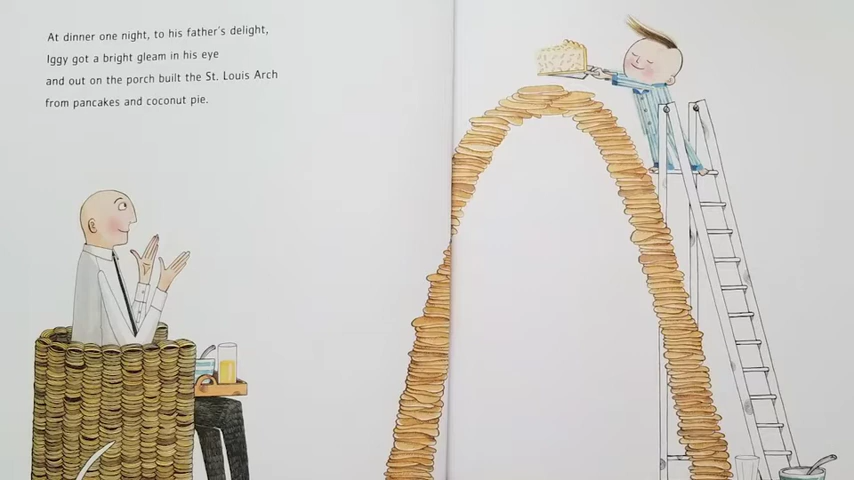 At dinner one night, to his father's delight,
Iggy got a bright gleam in his eye
and out on the porch built the St. Louis Arch
from pancakes and coconut pie.